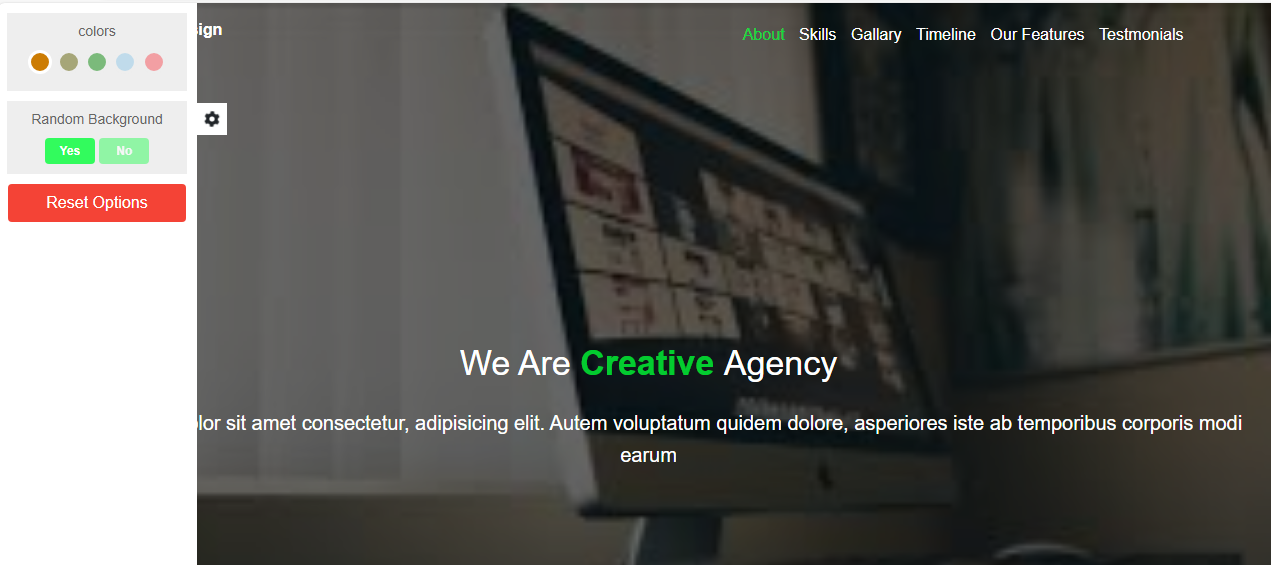 colors
Random Background
Yes No
Reset Options
sign
About Skills Gallary Timeline Our Features Testmonials
We Are Creative Agency
lor sit amet consectetur, adipisicing elit. Autem voluptatum quidem dolore, asperiores iste ab temporibus corporis modi
earum